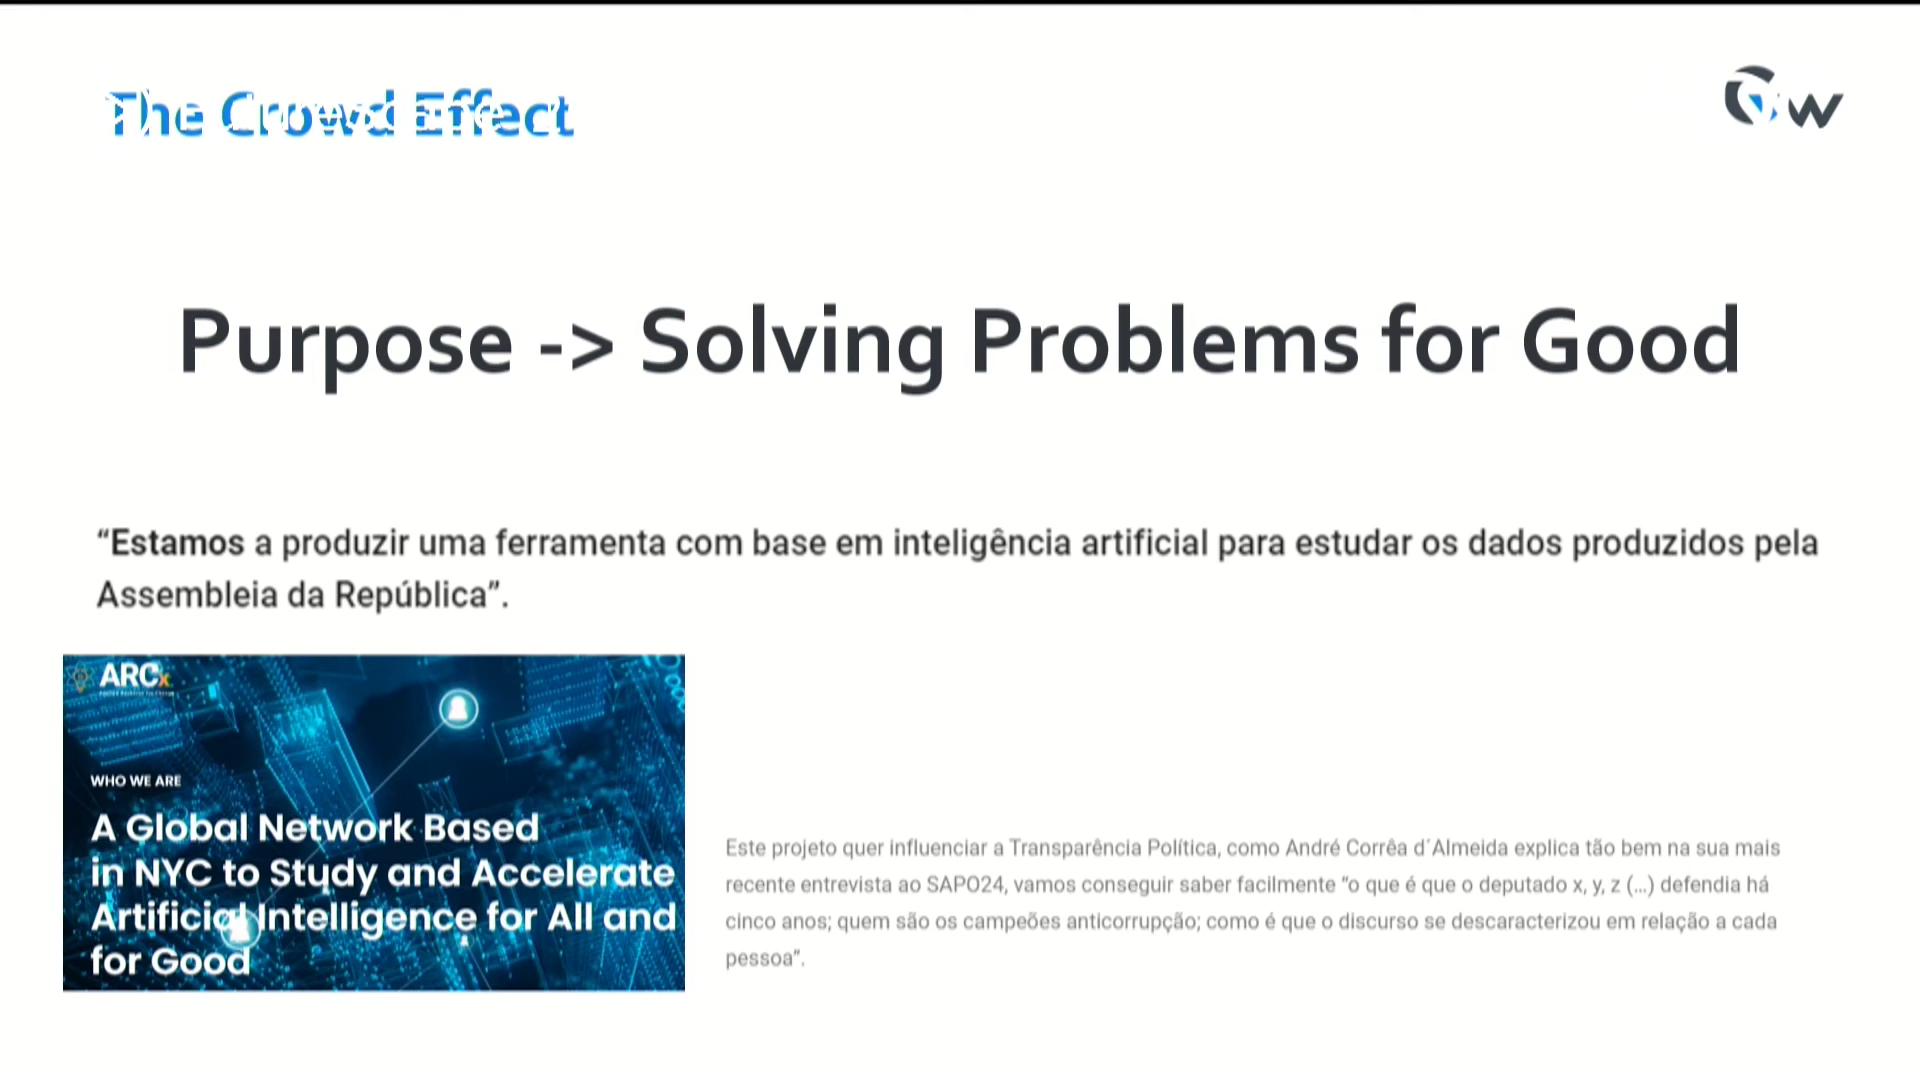 The Crowd Effect
Purpose -> Solving Problems for Good
“Estamos a produzir uma ferramenta com base em inteligência artificial para estudar os dados produzidos pela
Assembleia da República”.
ARCx
WHO WE ARE
A Global Network Based
in NYC to Study and Accelerate
Artificial Intelligence for All and
for Good
Este projeto quer influenciar a Transparência Política, como André Corrêa d´Almeida explica tão bem na sua mais
recente entrevista ao SAPO24, vamos conseguir saber facilmente “o que é que o deputado x, y, z (...) defendia há
cinco anos; quem são os campeões anticorrupção; como é que o discurso se descaracterizou em relação a cada
pessoa”.